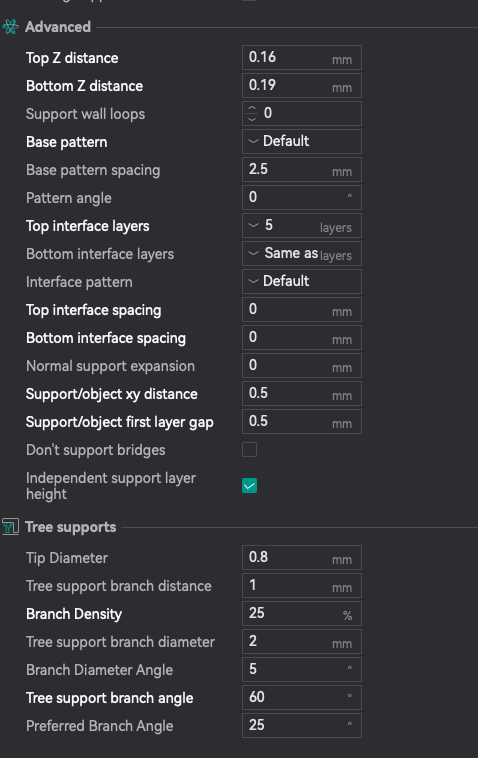 Advanced
Top Z distance 0.16 mm
Bottom Z distance 0.19 mm
Support wall loops 0
Base pattern Default
Base pattern spacing 2.5 mm
Pattern angle 0 °
Top interface layers 5 layers
Bottom interface layers Same as layers
Interface pattern Default
Top interface spacing 0 mm
Bottom interface spacing 0 mm
Normal support expansion 0 mm
Support/object xy distance 0.5 mm
Support/object first layer gap 0.5 mm
Don't support bridges
Independent support layer
height
Tree supports
Tip Diameter 0.8 mm
Tree support branch distance 1 mm
Branch Density 25 %
Tree support branch diameter 2 mm
Branch Diameter Angle 5 °
Tree support branch angle 60 °
Preferred Branch Angle 25 °